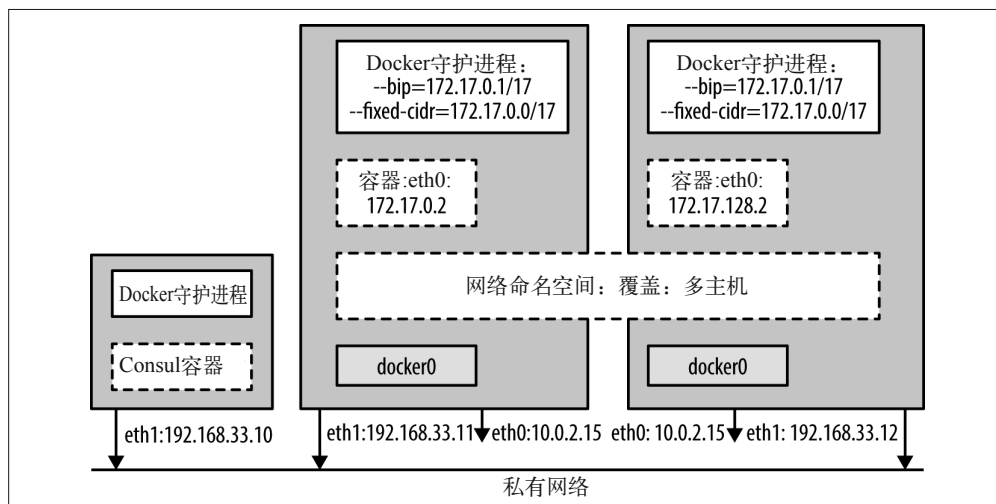 Docker守护进程：
--bip=172.17.0.1/17
--fixed-cidr=172.17.0.0/17
Docker守护进程：
--bip=172.17.0.1/17
--fixed-cidr=172.17.0.0/17
容器:eth0:
172.17.0.2
容器:eth0:
172.17.128.2
网络命名空间：覆盖：多主机
Docker守护进程
Consul容器
docker0
docker0
eth1:192.168.33.10
eth1:192.168.33.11
eth0:10.0.2.15
eth0: 10.0.2.15
eth1: 192.168.33.12
私有网络